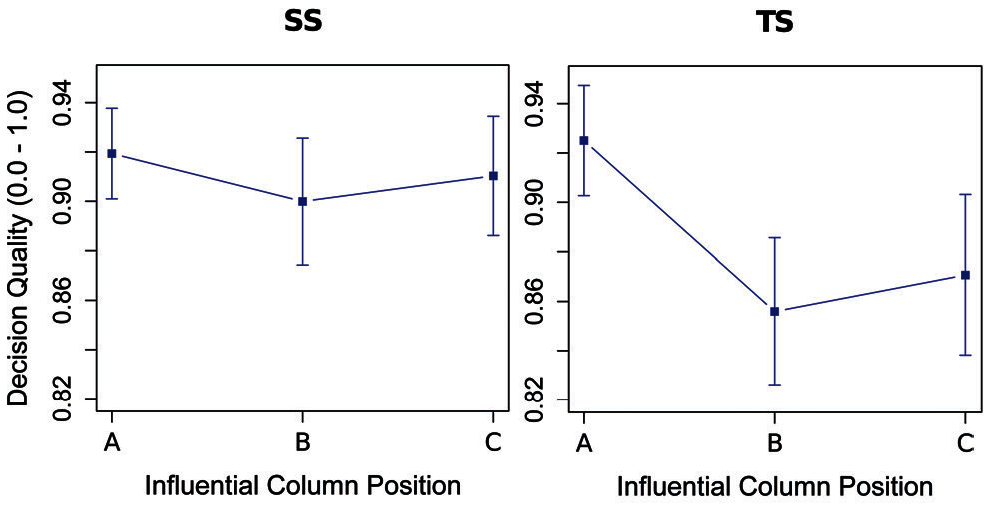 SS
TS
Decision Quality (0.0 - 1.0)
0.94
0.90
0.86
0.82
A B C
Influential Column Position
0.94
0.90
0.86
0.82
A B C
Influential Column Position